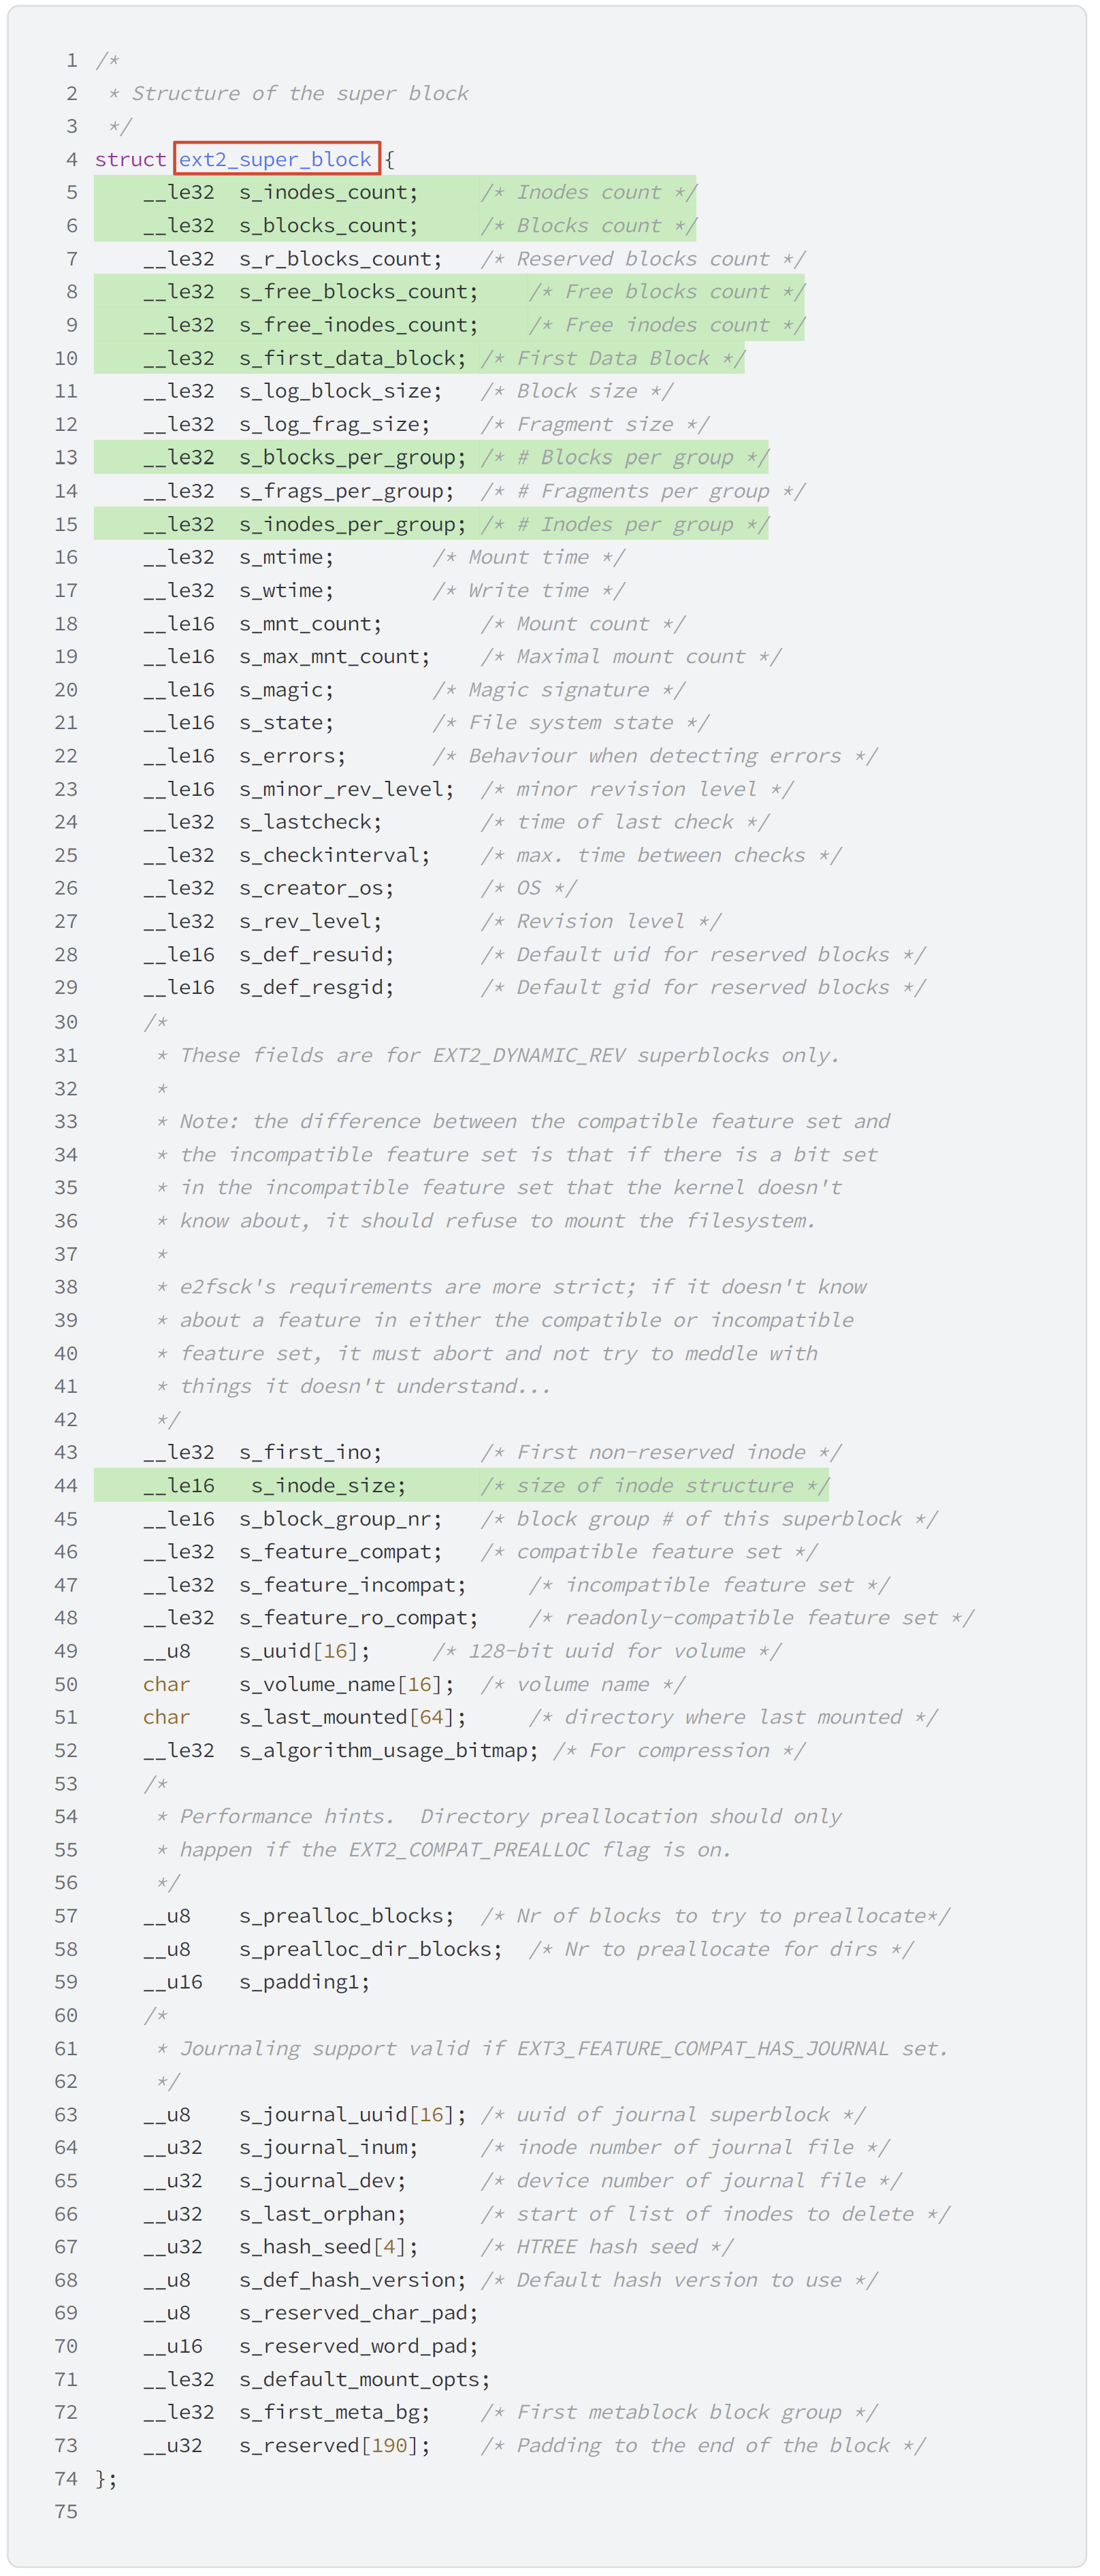 1 /*
2  * Structure of the super block
3  */
4 struct ext2_super_block {
5     __le32  s_inodes_count;     /* Inodes count */
6     __le32  s_blocks_count;     /* Blocks count */
7     __le32  s_r_blocks_count;   /* Reserved blocks count */
8     __le32  s_free_blocks_count;    /* Free blocks count */
9     __le32  s_free_inodes_count;    /* Free inodes count */
10     __le32  s_first_data_block; /* First Data Block */
11     __le32  s_log_block_size;   /* Block size */
12     __le32  s_log_frag_size;    /* Fragment size */
13     __le32  s_blocks_per_group; /* # Blocks per group */
14     __le32  s_frags_per_group;  /* # Fragments per group */
15     __le32  s_inodes_per_group; /* # Inodes per group */
16     __le32  s_mtime;        /* Mount time */
17     __le32  s_wtime;        /* Write time */
18     __le16  s_mnt_count;        /* Mount count */
19     __le16  s_max_mnt_count;    /* Maximal mount count */
20     __le16  s_magic;        /* Magic signature */
21     __le16  s_state;        /* File system state */
22     __le16  s_errors;       /* Behaviour when detecting errors */
23     __le16  s_minor_rev_level;  /* minor revision level */
24     __le32  s_lastcheck;        /* time of last check */
25     __le32  s_checkinterval;    /* max. time between checks */
26     __le32  s_creator_os;       /* OS */
27     __le32  s_rev_level;        /* Revision level */
28     __le16  s_def_resuid;       /* Default uid for reserved blocks */
29     __le16  s_def_resgid;       /* Default gid for reserved blocks */
30     /*
31      * These fields are for EXT2_DYNAMIC_REV superblocks only.
32      *
33      * Note: the difference between the compatible feature set and
34      * the incompatible feature set is that if there is a bit set
35      * in the incompatible feature set that the kernel doesn't
36      * know about, it should refuse to mount the filesystem.
37      *
38      * e2fsck's requirements are more strict; if it doesn't know
39      * about a feature in either the compatible or incompatible
40      * feature set, it must abort and not try to meddle with
41      * things it doesn't understand...
42      */
43     __le32  s_first_ino;        /* First non-reserved inode */
44     __le16   s_inode_size;      /* size of inode structure */
45     __le16  s_block_group_nr;   /* block group # of this superblock */
46     __le32  s_feature_compat;   /* compatible feature set */
47     __le32  s_feature_incompat;     /* incompatible feature set */
48     __le32  s_feature_ro_compat;    /* readonly-compatible feature set */
49     __u8    s_uuid[16];     /* 128-bit uuid for volume */
50     char    s_volume_name[16];  /* volume name */
51     char    s_last_mounted[64];     /* directory where last mounted */
52     __le32  s_algorithm_usage_bitmap; /* For compression */
53     /*
54      * Performance hints.  Directory preallocation should only
55      * happen if the EXT2_COMPAT_PREALLOC flag is on.
56      */
57     __u8    s_prealloc_blocks;  /* Nr of blocks to try to preallocate*/
58     __u8    s_prealloc_dir_blocks;  /* Nr to preallocate for dirs */
59     __u16   s_padding1;
60     /*
61      * Journaling support valid if EXT3_FEATURE_COMPAT_HAS_JOURNAL set.
62      */
63     __u8    s_journal_uuid[16]; /* uuid of journal superblock */
64     __u32   s_journal_inum;     /* inode number of journal file */
65     __u32   s_journal_dev;      /* device number of journal file */
66     __u32   s_last_orphan;      /* start of list of inodes to delete */
67     __u32   s_hash_seed[4];     /* HTREE hash seed */
68     __u8    s_def_hash_version; /* Default hash version to use */
69     __u8    s_reserved_char_pad;
70     __u16   s_reserved_word_pad;
71     __le32  s_default_mount_opts;
72     __le32  s_first_meta_bg;    /* First metablock block group */
73     __u32   s_reserved[190];    /* Padding to the end of the block */
74 };
75